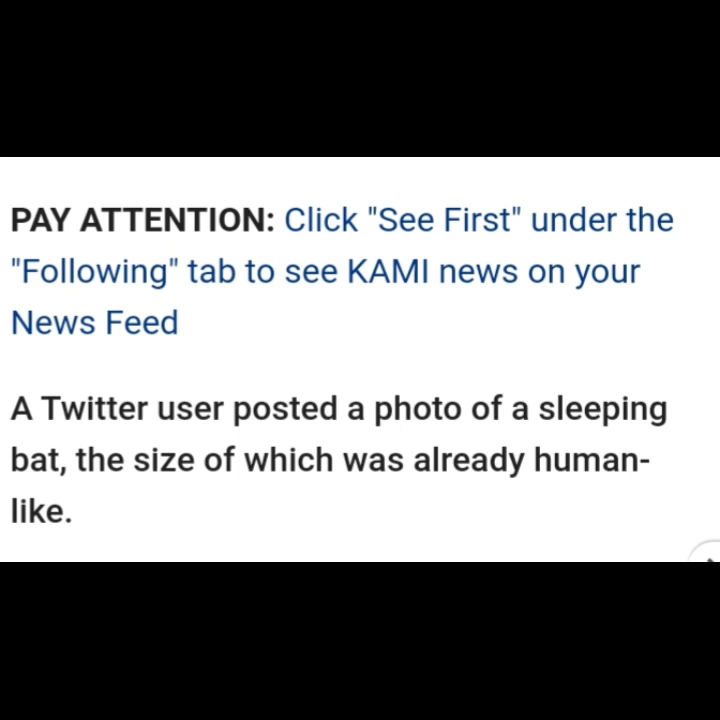 PAY ATTENTION: Click "See First" under the
"Following" tab to see KAMI news on your
News Feed
A Twitter user posted a photo of a sleeping
bat, the size of which was already human-
like.